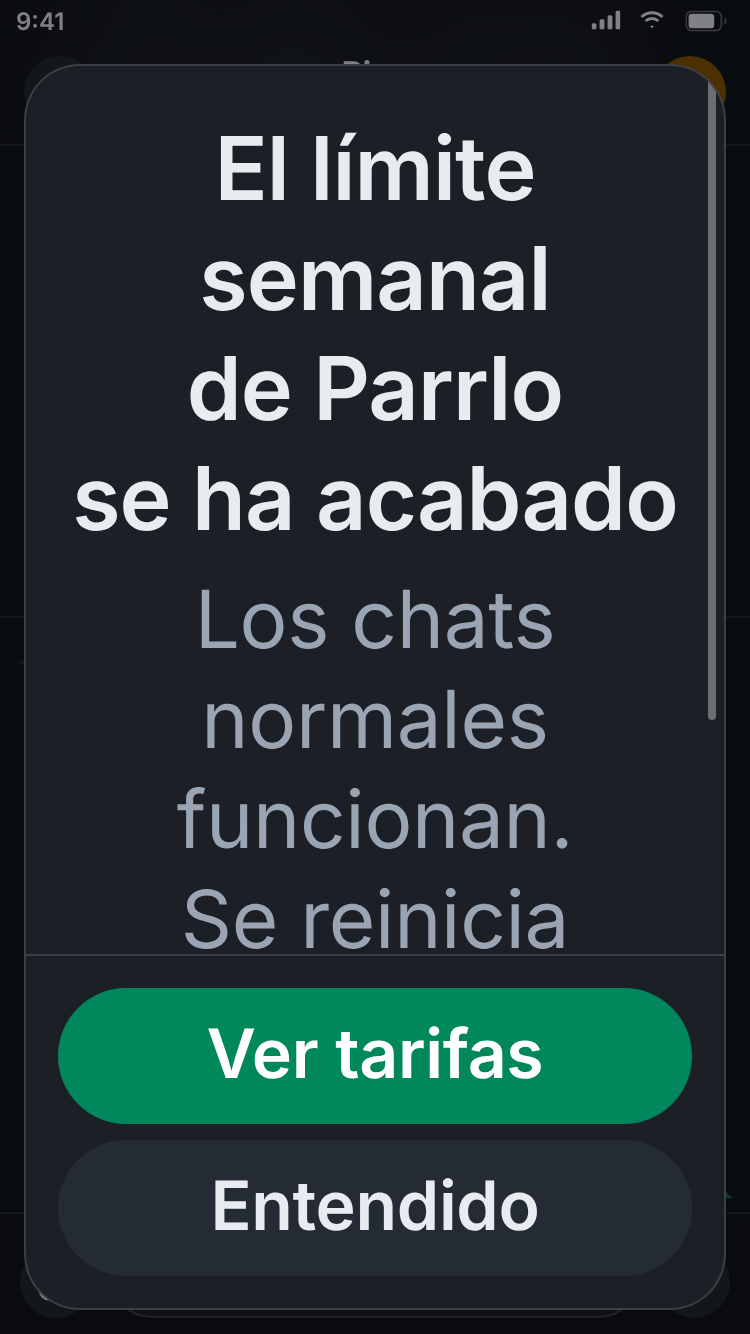 9:41
El límite
semanal
de Parrlo
se ha acabado
Los chats
normales
funcionan.
Se reinicia
Ver tarifas
Entendido